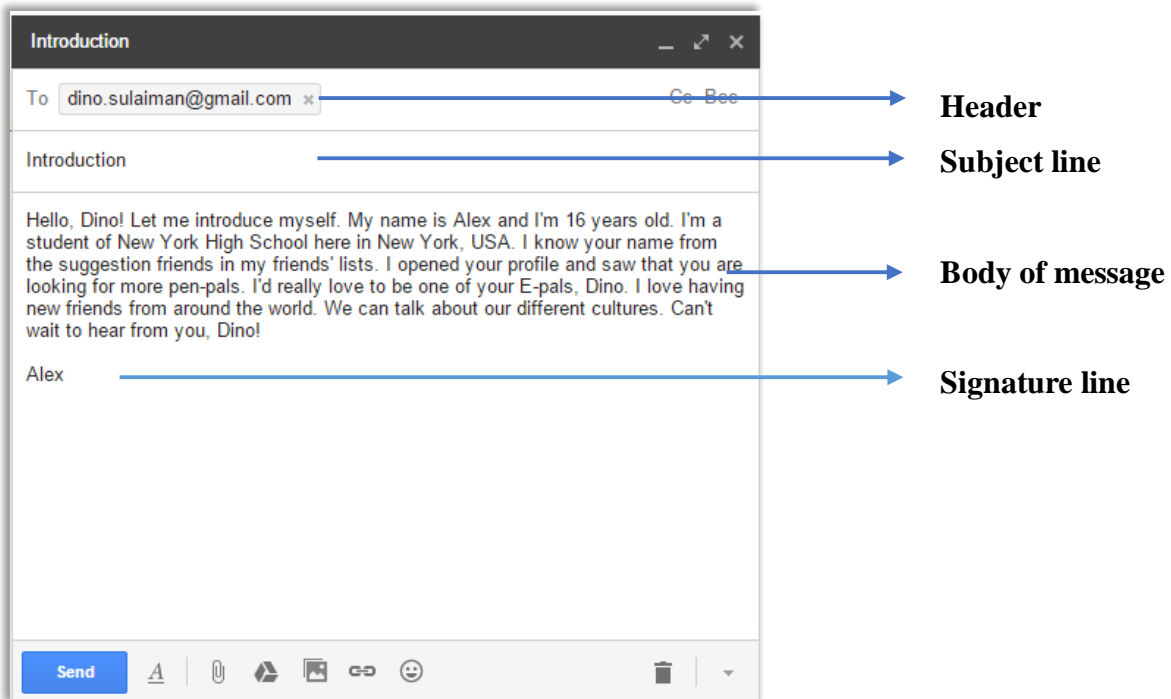 Introduction
To dino.sulaiman@gmail.com Cc Bcc
Header
Introduction
Subject line
Hello, Dino! Let me introduce myself. My name is Alex and I'm 16 years old. I'm a
student of New York High School here in New York, USA. I know your name from
the suggestion friends in my friends' lists. I opened your profile and saw that you are
looking for more pen-pals. I'd really love to be one of your E-pals, Dino. I love having
new friends from around the world. We can talk about our different cultures. Can't
wait to hear from you, Dino!
Body of message
Alex
Signature line
Send A